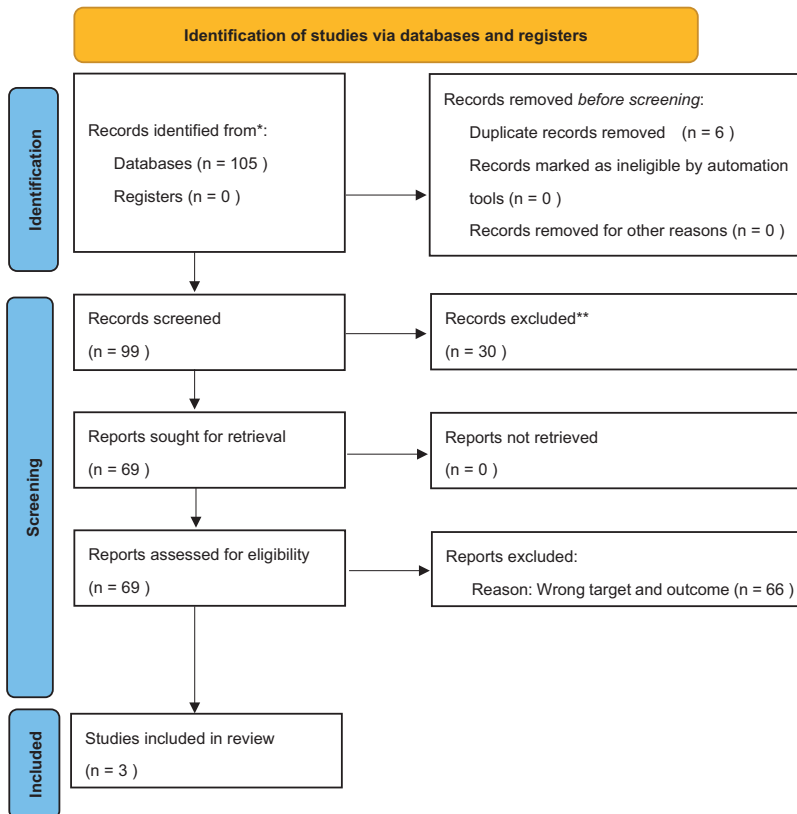 Identification of studies via databases and registers
Identification
Records identified from*:
Databases (n = 105 )
Registers (n = 0 )
Records removed before screening:
Duplicate records removed (n = 6 )
Records marked as ineligible by automation
tools (n = 0 )
Records removed for other reasons (n = 0 )
Screening
Records screened
(n = 99 )
Records excluded**
(n = 30 )
Reports sought for retrieval
(n = 69 )
Reports not retrieved
(n = 0 )
Reports assessed for eligibility
(n = 69 )
Reports excluded:
Reason: Wrong target and outcome (n = 66 )
Included
Studies included in review
(n = 3 )